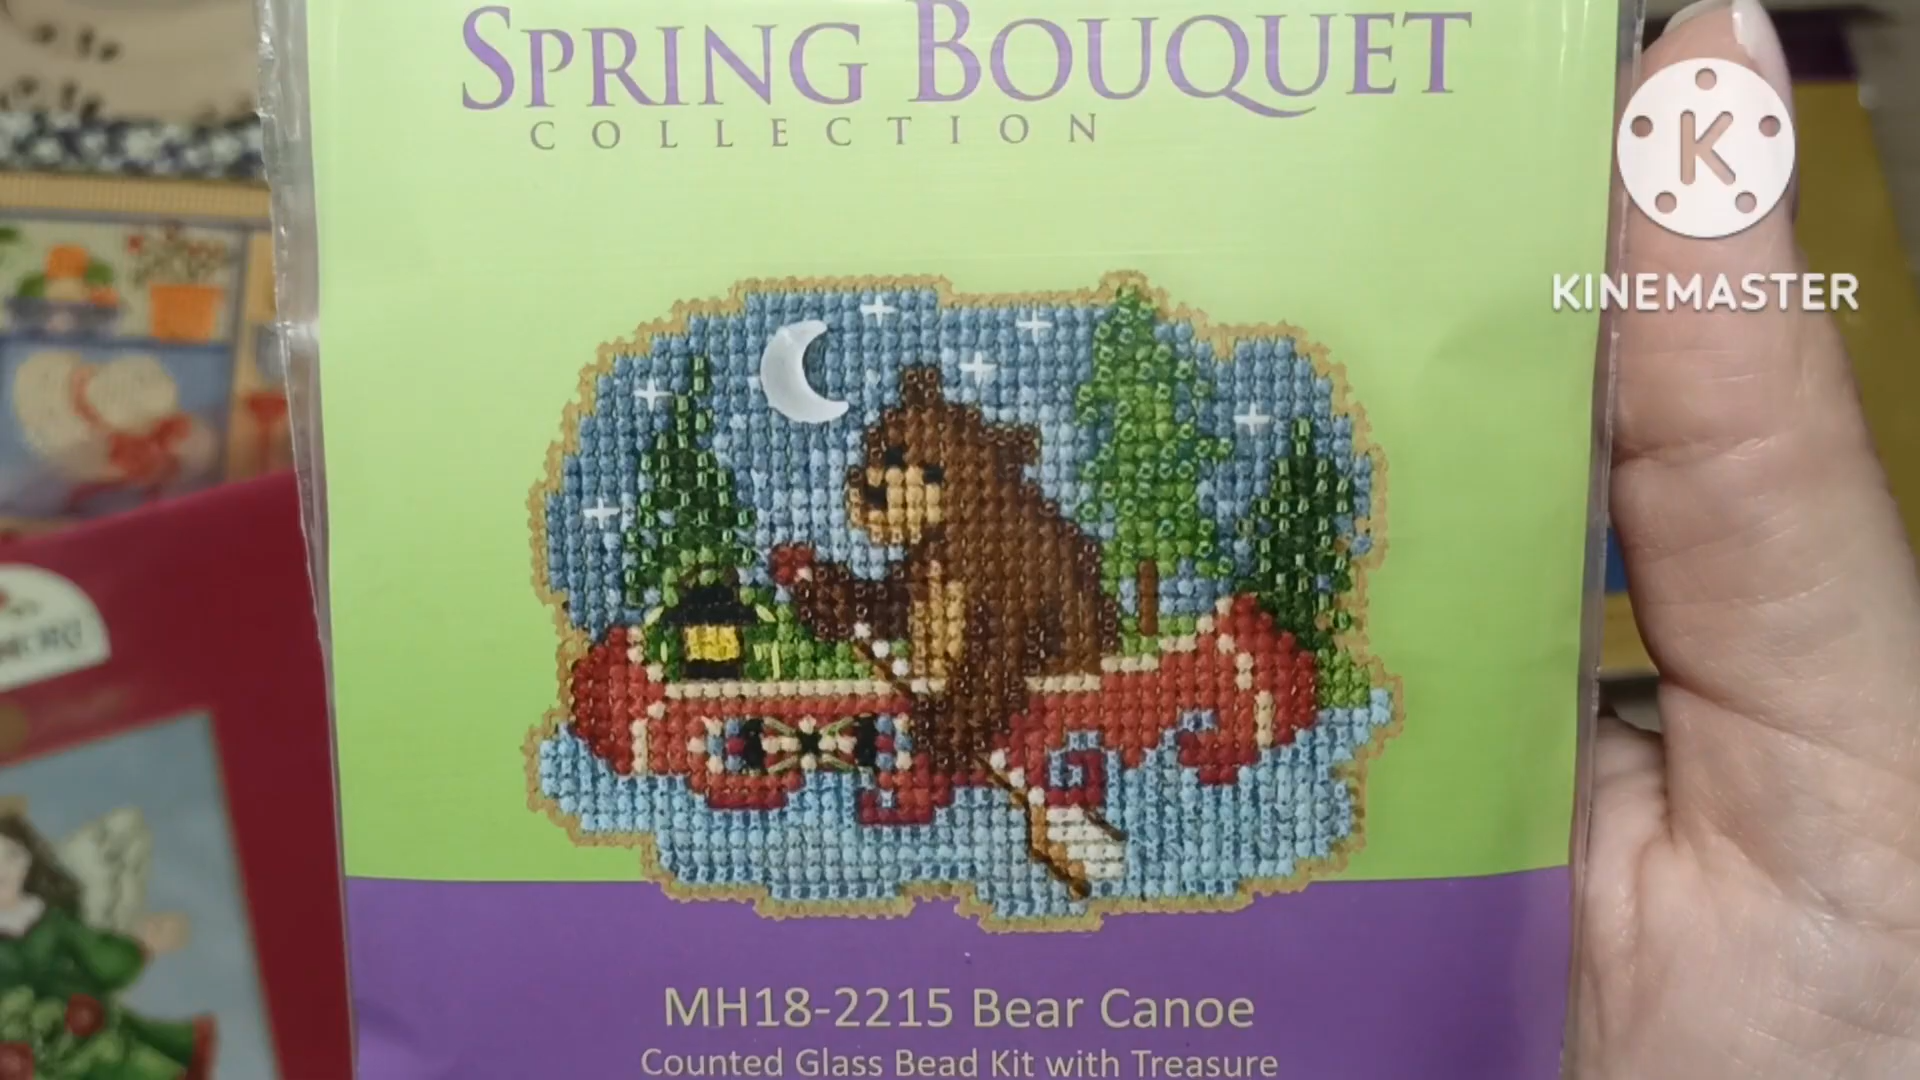 SPRING BOUQUET
COLLECTION
K
KINEMASTER
MH18-2215 Bear Canoe
Counted Glass Bead Kit with Treasure